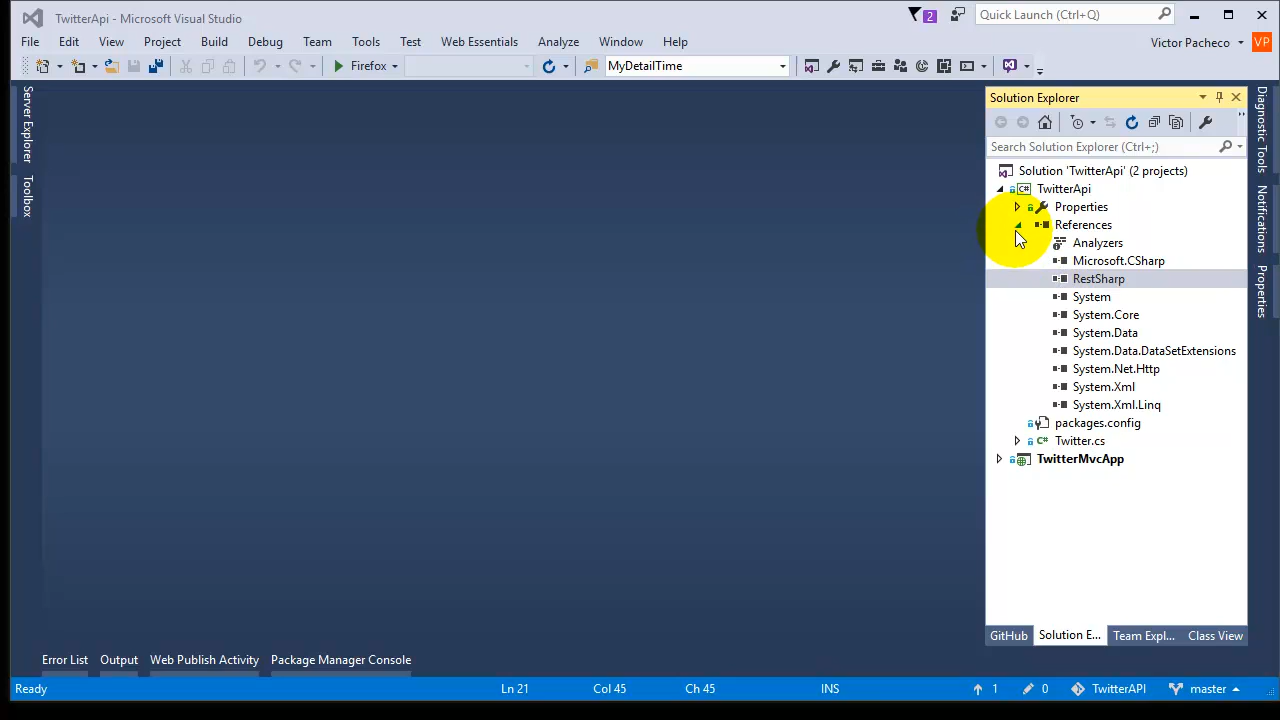 TwitterApi - Microsoft Visual Studio
2
Quick Launch (Ctrl+Q)
File Edit View Project Build Debug Team Tools Test Web Essentials Analyze Window Help
Victor Pacheco VP
Firefox MyDetailTime
Server Explorer
Toolbox
Solution Explorer
Search Solution Explorer (Ctrl+;)
Solution 'TwitterApi' (2 projects)
C# TwitterApi
Properties
References
Analyzers
Microsoft.CSharp
RestSharp
System
System.Core
System.Data
System.Data.DataSetExtensions
System.Net.Http
System.Xml
System.Xml.Linq
packages.config
C# Twitter.cs
TwitterMvcApp
Diagnostic Tools
Notifications
Properties
GitHub Solution E... Team Expl... Class View
Error List Output Web Publish Activity Package Manager Console
Ready Ln 21 Col 45 Ch 45 INS 1 0 TwitterAPI master